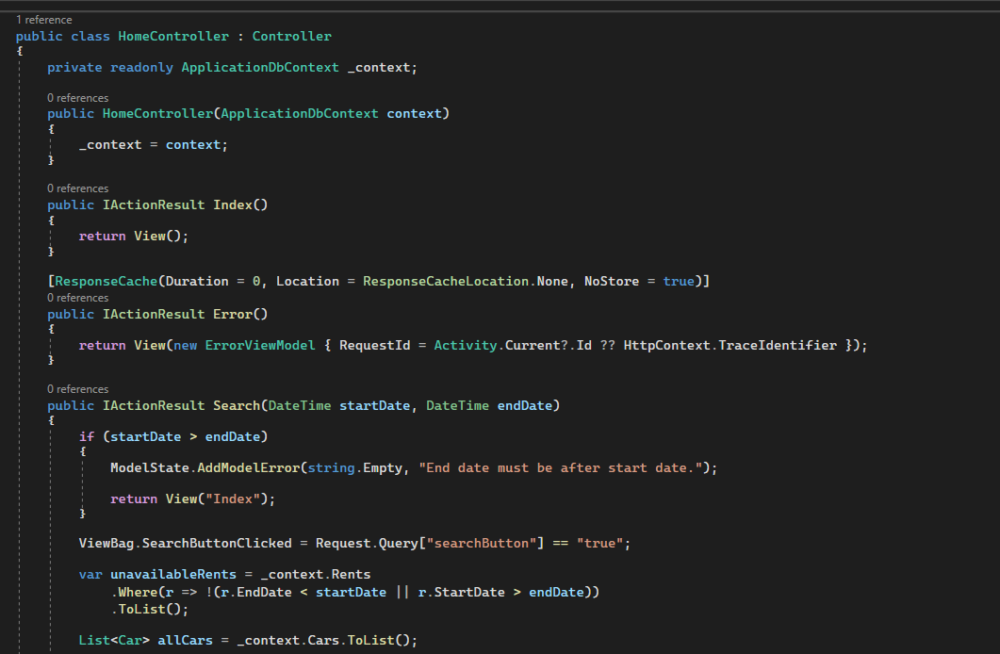 1 reference
public class HomeController : Controller
{
private readonly ApplicationDbContext _context;
0 references
public HomeController(ApplicationDbContext context)
{
_context = context;
}
0 references
public IActionResult Index()
{
return View();
}
[ResponseCache(Duration = 0, Location = ResponseCacheLocation.None, NoStore = true)]
0 references
public IActionResult Error()
{
return View(new ErrorViewModel { RequestId = Activity.Current?.Id ?? HttpContext.TraceIdentifier });
}
0 references
public IActionResult Search(DateTime startDate, DateTime endDate)
{
if (startDate > endDate)
{
ModelState.AddModelError(string.Empty, "End date must be after start date.");
return View("Index");
}
ViewBag.SearchButtonClicked = Request.Query["searchButton"] == "true";
var unavailableRents = _context.Rents
.Where(r => !(r.EndDate < startDate || r.StartDate > endDate))
.ToList();
List<Car> allCars = _context.Cars.ToList();